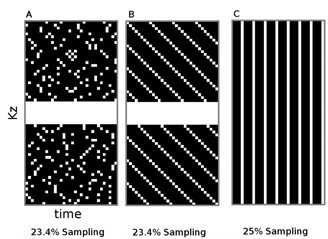 A
B
C
Kz
time
23.4% Sampling
23.4% Sampling
25% Sampling